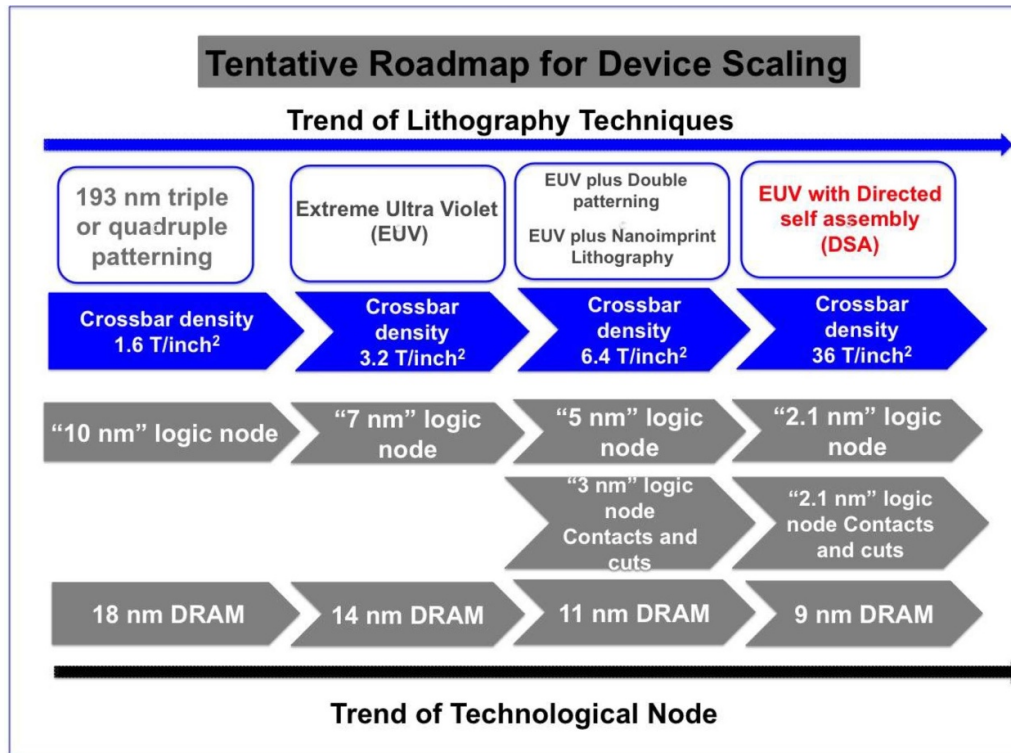 Tentative Roadmap for Device Scaling
Trend of Lithography Techniques
193 nm triple
or quadruple
patterning
Extreme Ultra Violet
(EUV)
EUV plus Double
patterning
EUV plus Nanoimprint
Lithography
EUV with Directed
self assembly
(DSA)
Crossbar density
1.6 T/inch²
Crossbar
density
3.2 T/inch²
Crossbar
density
6.4 T/inch²
Crossbar
density
36 T/inch²
“10 nm” logic node
“7 nm” logic
node
“5 nm” logic
node
“2.1 nm” logic
node
“3 nm” logic
node
Contacts and
cuts
“2.1 nm” logic
node Contacts
and cuts
18 nm DRAM
14 nm DRAM
11 nm DRAM
9 nm DRAM
Trend of Technological Node